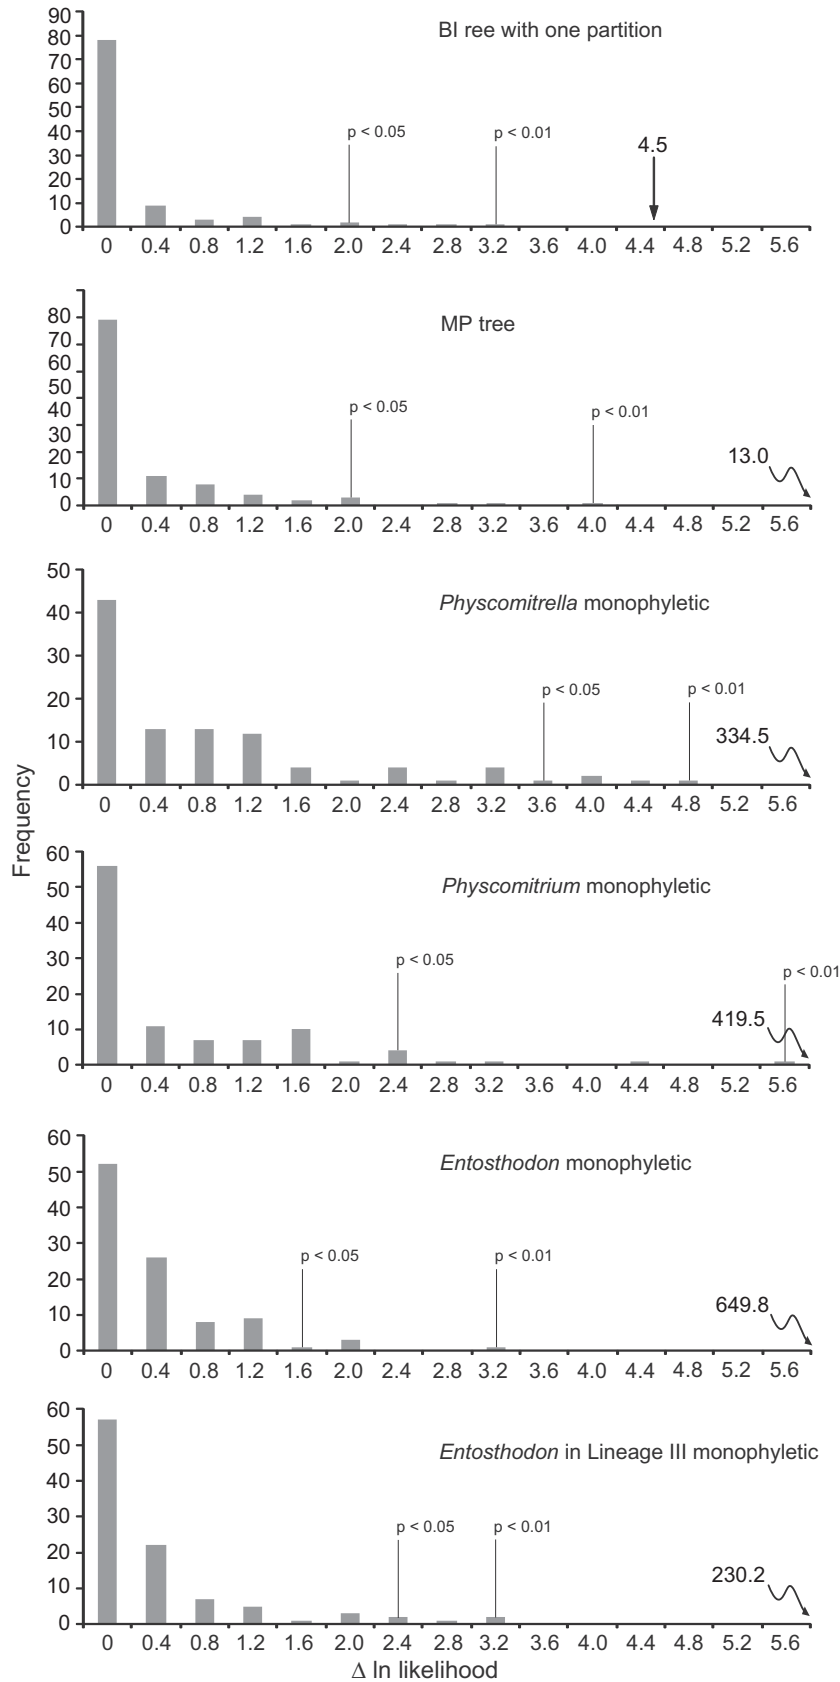 90
80
70
60
50
40
30
20
10
0
BI ree with one partition
p < 0.05
p < 0.01
4.5
0 0.4 0.8 1.2 1.6 2.0 2.4 2.8 3.2 3.6 4.0 4.4 4.8 5.2 5.6
80
70
60
50
40
30
20
10
0
MP tree
p < 0.05
p < 0.01
13.0
0 0.4 0.8 1.2 1.6 2.0 2.4 2.8 3.2 3.6 4.0 4.4 4.8 5.2 5.6
50
40
30
20
10
0
Physcomitrella monophyletic
p < 0.05
p < 0.01
334.5
0 0.4 0.8 1.2 1.6 2.0 2.4 2.8 3.2 3.6 4.0 4.4 4.8 5.2 5.6
Frequency
60
50
40
30
20
10
0
Physcomitrium monophyletic
p < 0.05
p < 0.01
419.5
0 0.4 0.8 1.2 1.6 2.0 2.4 2.8 3.2 3.6 4.0 4.4 4.8 5.2 5.6
60
50
40
30
20
10
0
Entosthodon monophyletic
p < 0.05
p < 0.01
649.8
0 0.4 0.8 1.2 1.6 2.0 2.4 2.8 3.2 3.6 4.0 4.4 4.8 5.2 5.6
60
50
40
30
20
10
0
Entosthodon in Lineage III monophyletic
p < 0.05
p < 0.01
230.2
0 0.4 0.8 1.2 1.6 2.0 2.4 2.8 3.2 3.6 4.0 4.4 4.8 5.2 5.6
Δ ln likelihood